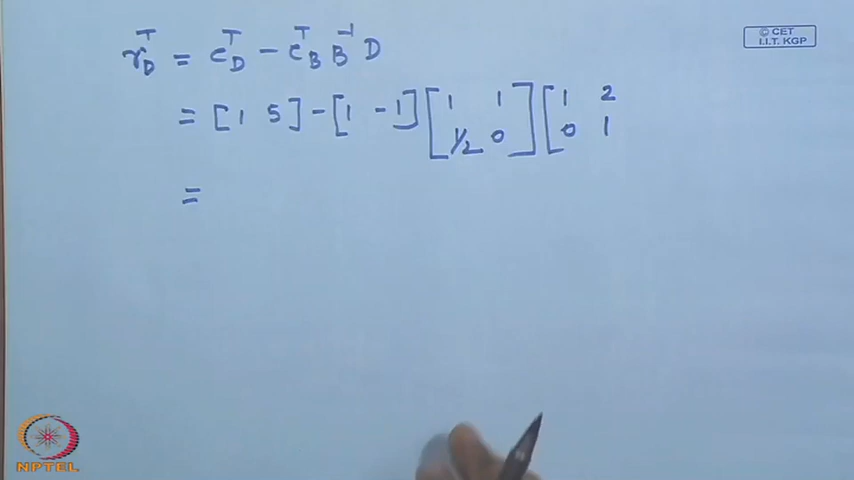 © CET
I.I.T. KGP
r_D^T = c_D^T - c_B^T B^{-1} D
= [1 5] - [1 -1] [1 1; 1/2 0] [1 2; 0 1
=
NPTEL